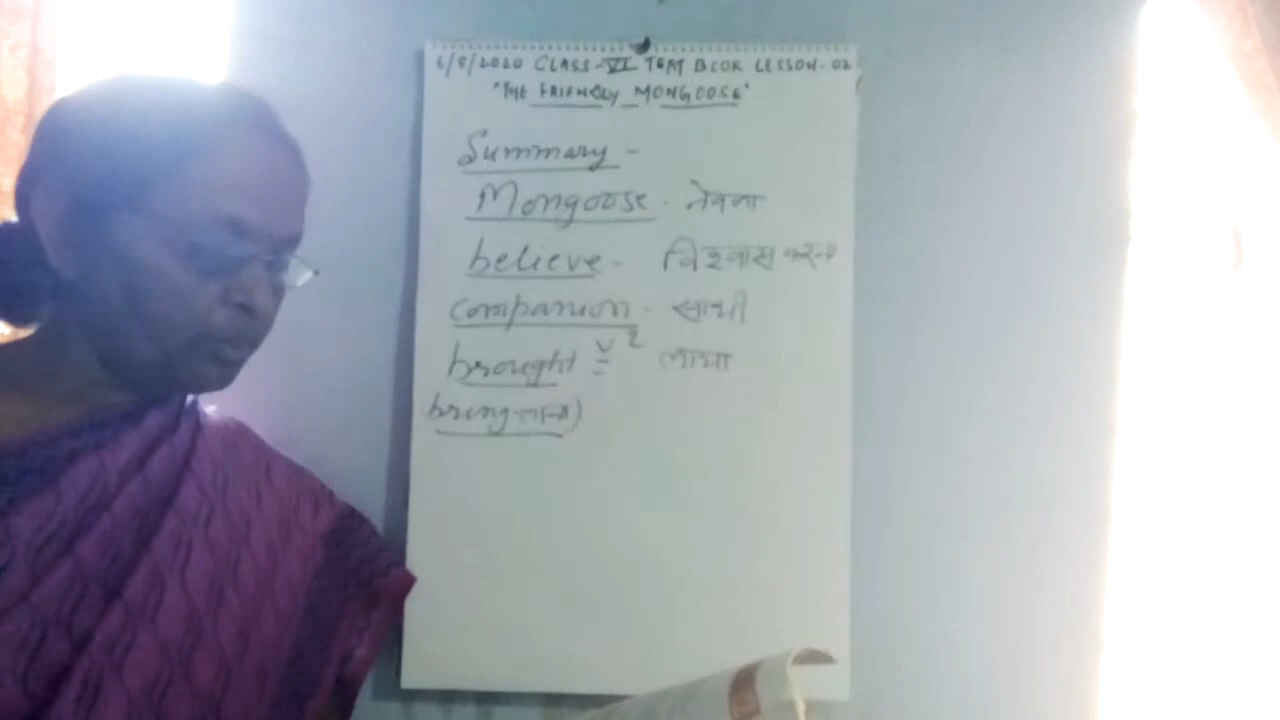 6/8/2020 CLASS-VI TEXT BOOK LESSON-02
"THE FRIENDLY MONGOOSE"
Summary -
Mongoose - नेवला
believe - विश्वास करना
companion - साथी
brought V2 लाया
bring लाना)